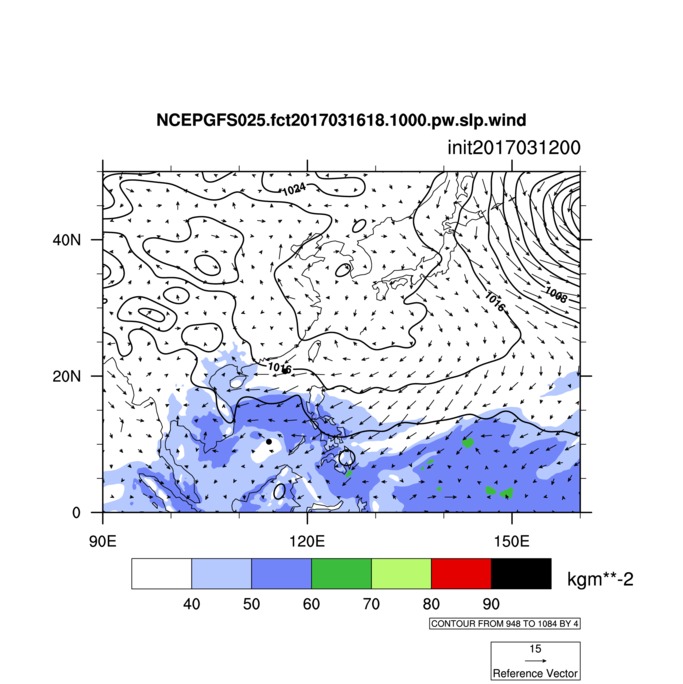 NCEPGFS025.fct2017031618.1000.pw.slp.wind
init2017031200
1024
40N
1008
1016
1016
20N
0
90E 120E 150E
kgm**-2
40 50 60 70 80 90
CONTOUR FROM 948 TO 1084 BY 4
15
Reference Vector